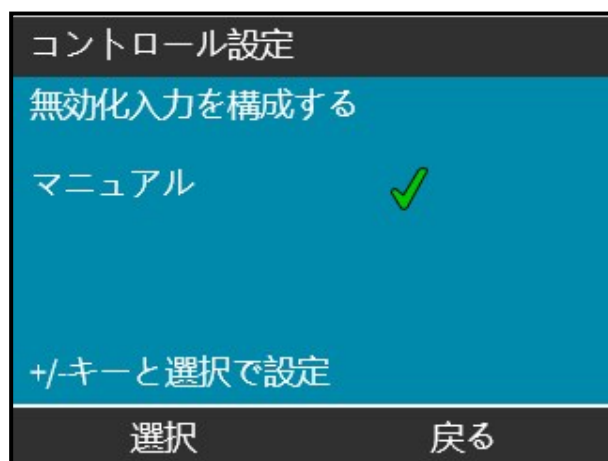 コントロール設定
無効化入力を構成する
マニュアル
+/-キーと選択で設定
選択 戻る